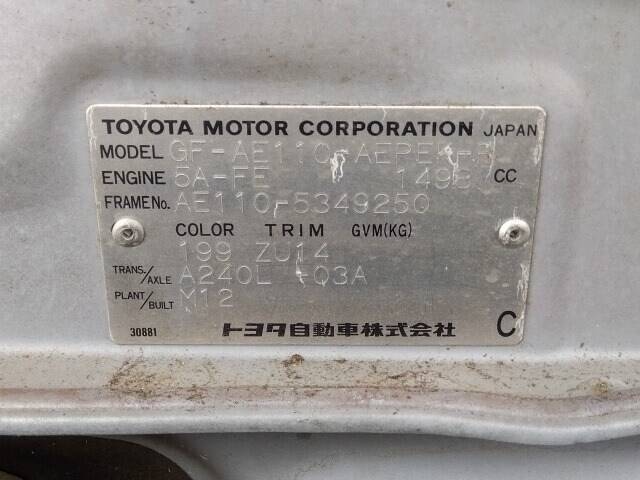 TOYOTA MOTOR CORPORATION JAPAN
MODEL GF-AE110-
ENGINE 5A-FE 1498 CC
FRAME No. AE110-5349250
COLOR TRIM GVM(KG)
199 ZU14
TRANS./AXLE A240L -03A
PLANT/BUILT M12
30881 トヨタ自動車株式会社 C